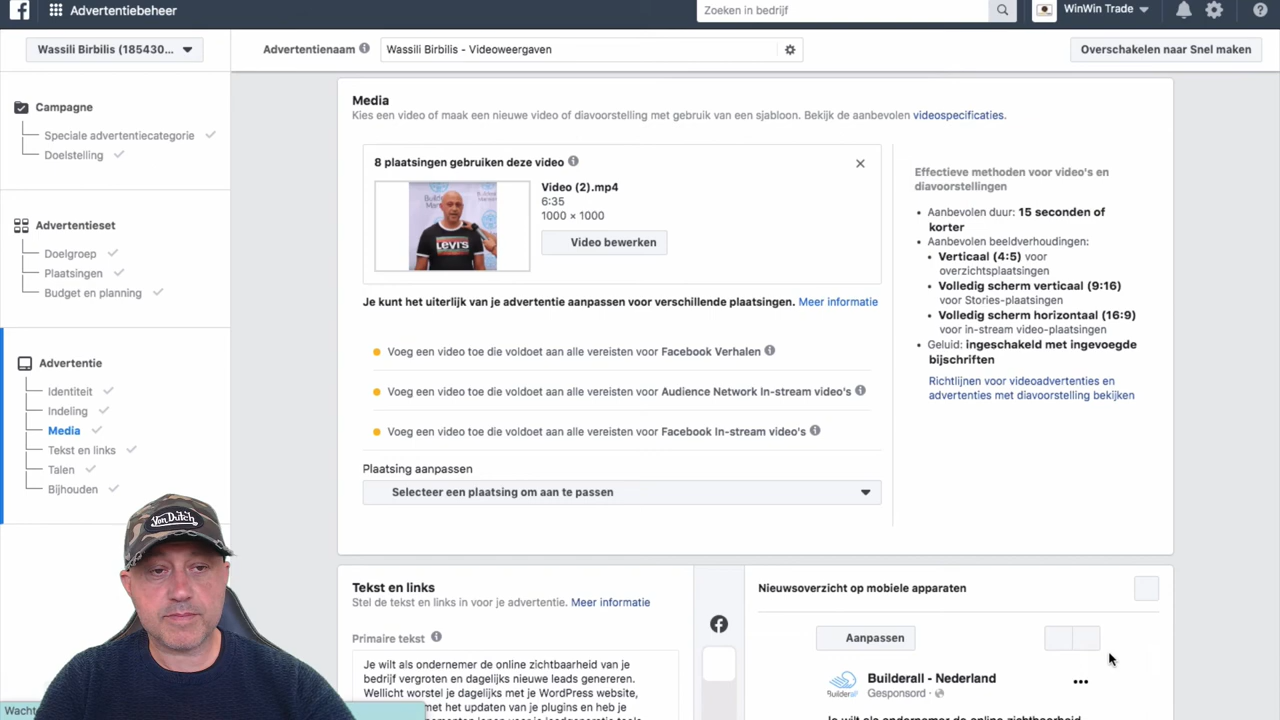 Advertentiebeheer
Zoeken in bedrijf
WinWin Trade
Wassili Birbilis (185430...
Advertentienaam
Wassili Birbilis - Videoweergaven
Overschakelen naar Snel maken
Campagne
Speciale advertentiecategorie
Doelstelling
Advertentieset
Doelgroep
Plaatsingen
Budget en planning
Advertentie
Identiteit
Indeling
Media
Tekst en links
Talen
Bijhouden
Media
Kies een video of maak een nieuwe video of diavoorstelling met gebruik van een sjabloon. Bekijk de aanbevolen videospecificaties.
8 plaatsingen gebruiken deze video
Video (2).mp4
6:35
1000 × 1000
Video bewerken
LEVI'S
Je kunt het uiterlijk van je advertentie aanpassen voor verschillende plaatsingen. Meer informatie
Voeg een video toe die voldoet aan alle vereisten voor Facebook Verhalen
Voeg een video toe die voldoet aan alle vereisten voor Audience Network In-stream video's
Voeg een video toe die voldoet aan alle vereisten voor Facebook In-stream video's
Plaatsing aanpassen
Selecteer een plaatsing om aan te passen
Effectieve methoden voor video's en
diavoorstellingen
Aanbevolen duur: 15 seconden of
korter
Aanbevolen beeldverhoudingen:
Verticaal (4:5) voor
overzichtsplaatsingen
Volledig scherm verticaal (9:16)
voor Stories-plaatsingen
Volledig scherm horizontaal (16:9)
voor in-stream video-plaatsingen
Geluid: ingeschakeld met ingevoegde
bijschriften
Richtlijnen voor videoadvertenties en
advertenties met diavoorstelling bekijken
Tekst en links
Stel de tekst en links in voor je advertentie. Meer informatie
Primaire tekst
Je wilt als ondernemer de online zichtbaarheid van je
bedrijf vergroten en dagelijks nieuwe leads genereren.
Wellicht worstel je dagelijks met je WordPress website,
met het updaten van je plugins en heb je
Nieuwsoverzicht op mobiele apparaten
Aanpassen
Builderall - Nederland
Gesponsord
Je wilt als ondernemer de online zichtbaarheid
Von Dutch
Wacht